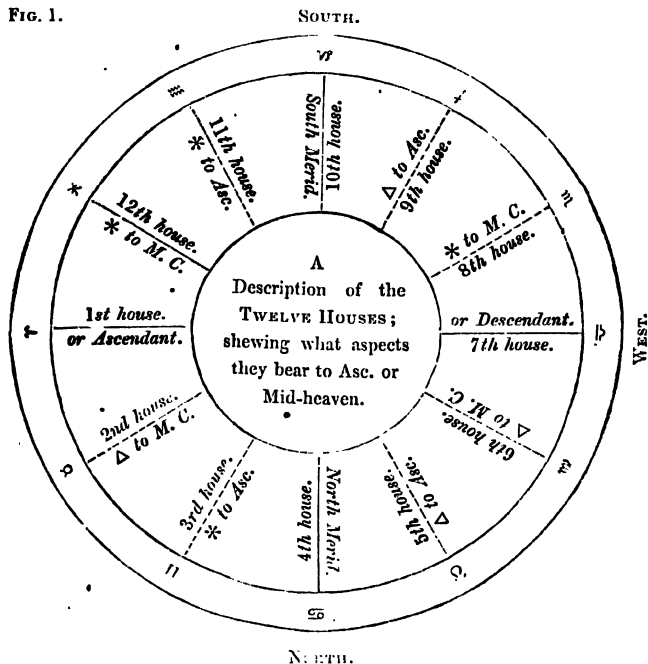 FIG. 1.
SOUTH.
♑
♒
♐
South Merid.
10th house.
11th house.
* to Asc.
△ to Asc.
9th house.
♓
♏
12th house.
* to M. C.
* to M. C.
8th house.
A
Description of the
TWELVE HOUSES;
shewing what aspects
they bear to Asc. or
Mid-heaven.
♈
1st house.
or Ascendant.
or Descendant.
7th house.
♎
WEST.
2nd house.
△ to M. C.
6th house.
△ to M. C.
♉
♍
3rd house.
* to Asc.
4th house.
North Merid.
5th house.
△ to Asc.
♊
♌
♋
NORTH.